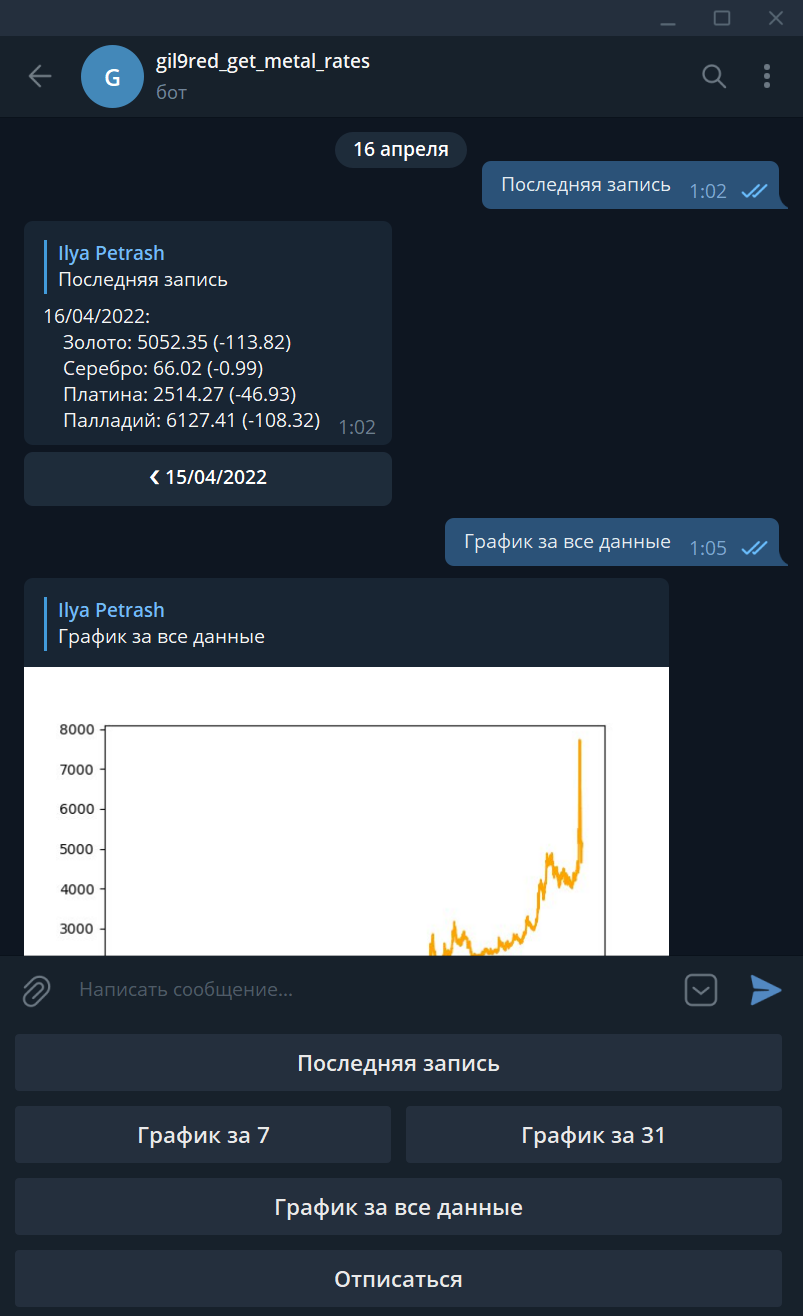 gil9red_get_metal_rates
бот
16 апреля
Последняя запись 1:02
Ilya Petrash
Последняя запись
16/04/2022:
Золото: 5052.35 (-113.82)
Серебро: 66.02 (-0.99)
Платина: 2514.27 (-46.93)
Палладий: 6127.41 (-108.32) 1:02
‹ 15/04/2022
График за все данные 1:05
Ilya Petrash
График за все данные
8000
7000
6000
5000
4000
3000
Написать сообщение...
Последняя запись
График за 7 График за 31
График за все данные
Отписаться
G